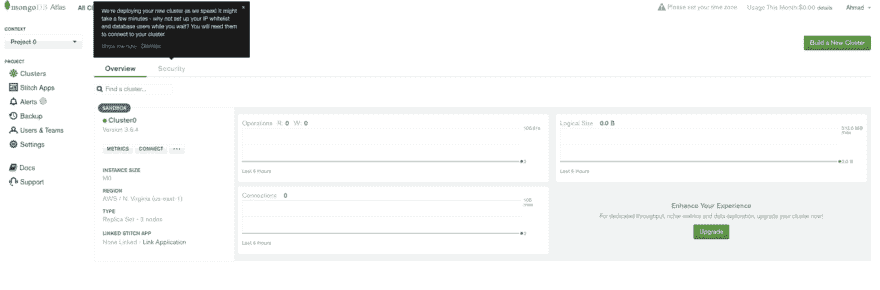 mongoDB Atlas
All Cl
We're deploying your new cluster as we speak. It might
take a few minutes - why not set up your IP whitelist
and database users while you wait? You will need them
to connect to your cluster
Dismiss
Please set your time zone
Usage This Month $0.00 details
Ahmad
CONTEXT
Project 0
Build a New Cluster
PROJECT
Clusters
Stitch Apps
Alerts
Backup
Users & Teams
Settings
Docs
Support
Overview
Security
Find a cluster...
SANDBOX
Cluster0
Version 3.6.4
METRICS
CONNECT
INSTANCE SIZE
M0
REGION
AWS / N. Virginia (us-east-1)
TYPE
Replica Set - 3 nodes
LINKED STITCH APP
None Linked - Link Application
Operations R: 0 W: 0
100.0/s
0
Last 6 Hours
Logical Size 0.0 B
512.0 MB
max
0.0 B
Last 6 Hours
Connections 0
100
max
0
Last 6 Hours
Enhance Your Experience
For dedicated throughput, richer metrics and data exploration, upgrade your cluster now!
Upgrade